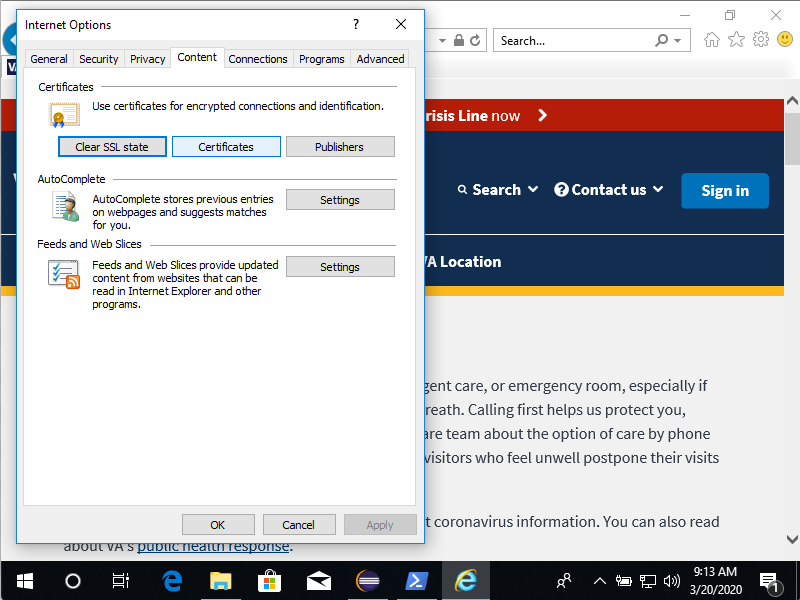 Internet Options
?
General
Security
Privacy
Content
Connections
Programs
Advanced
Certificates
Use certificates for encrypted connections and identification.
Clear SSL state
Certificates
Publishers
AutoComplete
AutoComplete stores previous entries
on webpages and suggests matches
for you.
Settings
Feeds and Web Slices
Feeds and Web Slices provide updated
content from websites that can be
read in Internet Explorer and other
programs.
Settings
OK
Cancel
Apply
Search...
risis Line now
Search
Contact us
Sign in
VA Location
gent care, or emergency room, especially if
reath. Calling first helps us protect you,
are team about the option of care by phone
visitors who feel unwell postpone their visits
t coronavirus information. You can also read
about VA's public health response.
9:13 AM
3/20/2020
1